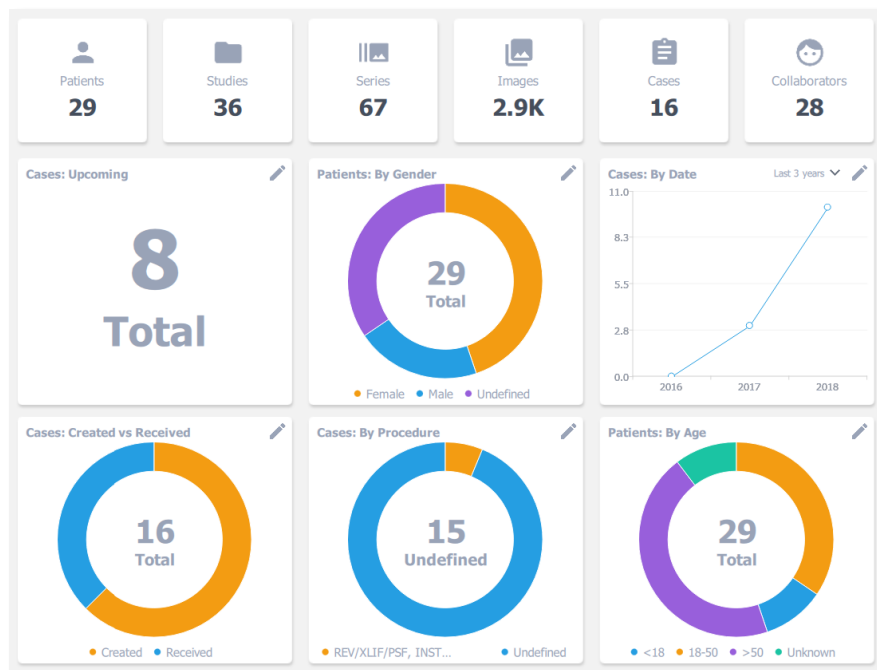 Patients
29
Studies
36
Series
67
Images
2.9K
Cases
16
Collaborators
28
Cases: Upcoming
8
Total
Patients: By Gender
29
Total
Female Male Undefined
Cases: By Date
Last 3 years
11.0
8.3
5.5
2.8
0.0
2016 2017 2018
Cases: Created vs Received
16
Total
Created Received
Cases: By Procedure
15
Undefined
REV/XLIF/PSF, INST... Undefined
Patients: By Age
29
Total
<18 18-50 >50 Unknown